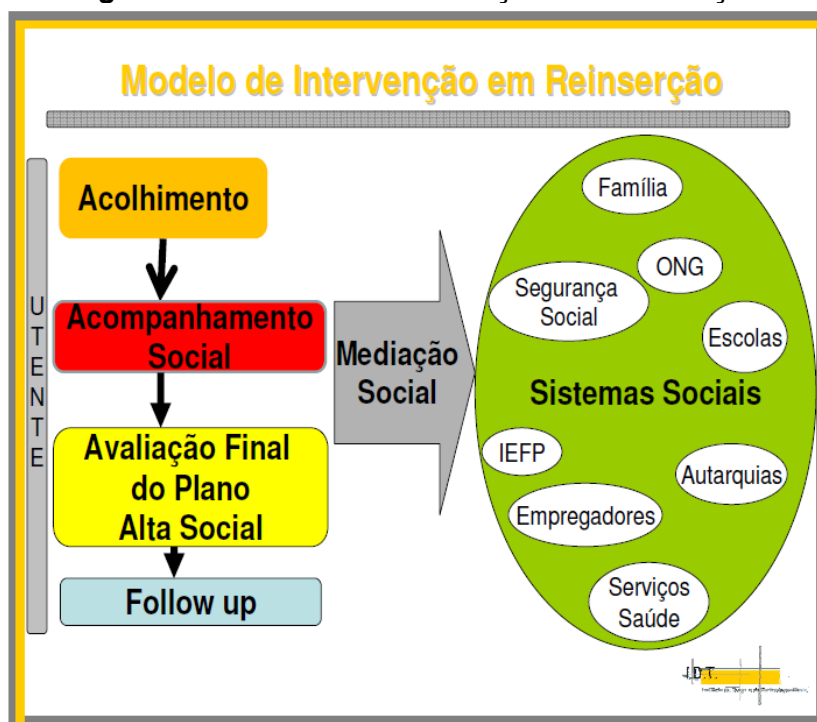 Modelo de Intervenção em Reinserção
UTENTE
Acolhimento
Acompanhamento
Social
Avaliação Final
do Plano
Alta Social
Follow up
Mediação
Social
Família
ONG
Segurança
Social
Escolas
Sistemas Sociais
IEFP
Autarquias
Empregadores
Serviços
Saúde
I.D.T.